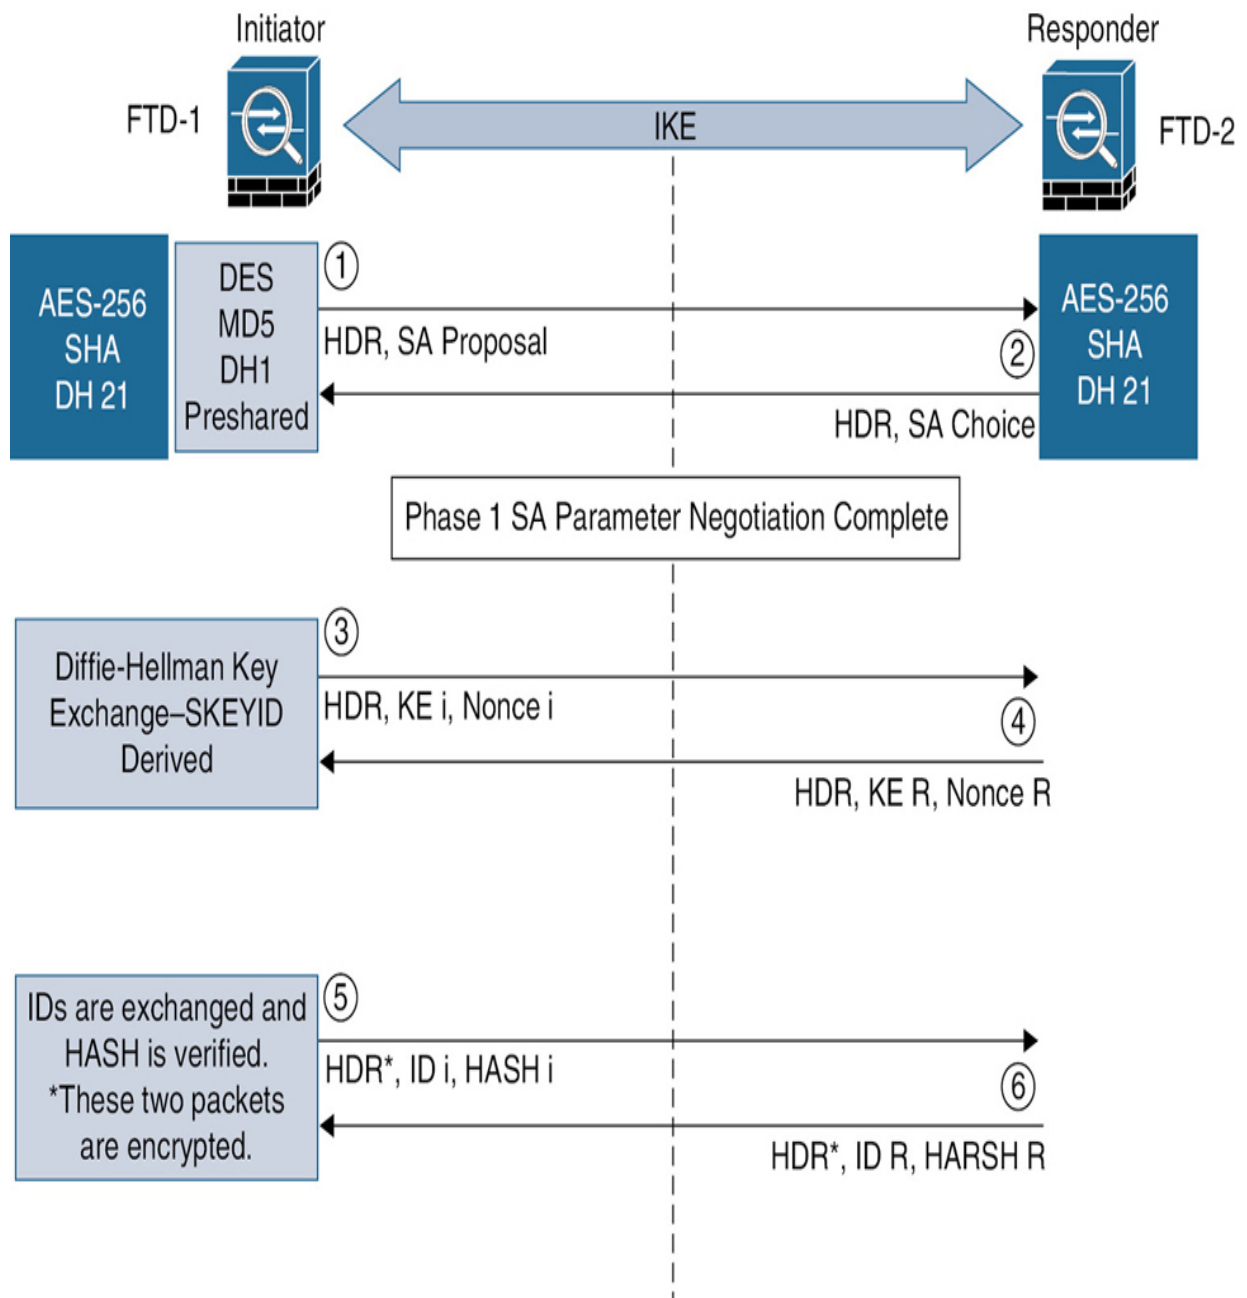 Initiator
Responder
FTD-1
IKE
FTD-2
AES-256
SHA
DH 21
DES
MD5
DH1
Preshared
1
HDR, SA Proposal
2
HDR, SA Choice
AES-256
SHA
DH 21
Phase 1 SA Parameter Negotiation Complete
Diffie-Hellman Key
Exchange–SKEYID
Derived
3
HDR, KE i, Nonce i
4
HDR, KE R, Nonce R
IDs are exchanged and
HASH is verified.
*These two packets
are encrypted.
5
HDR*, ID i, HASH i
6
HDR*, ID R, HARSH R